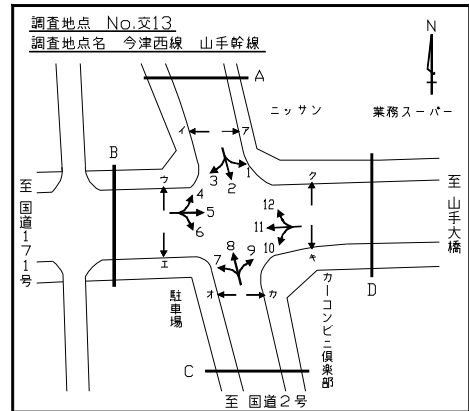 調査地点 No.交13
調査地点名 今津西線 山手幹線
N
A
ニッサン
業務スーパー
イ
ア
B
3
2
1
ウ
ク
至 国道171号
4
5
6
12
11
10
至 山手大橋
エ
キ
7
8
9
オ
カ
D
駐車場
カーコンビニ倶楽部
C
至 国道2号